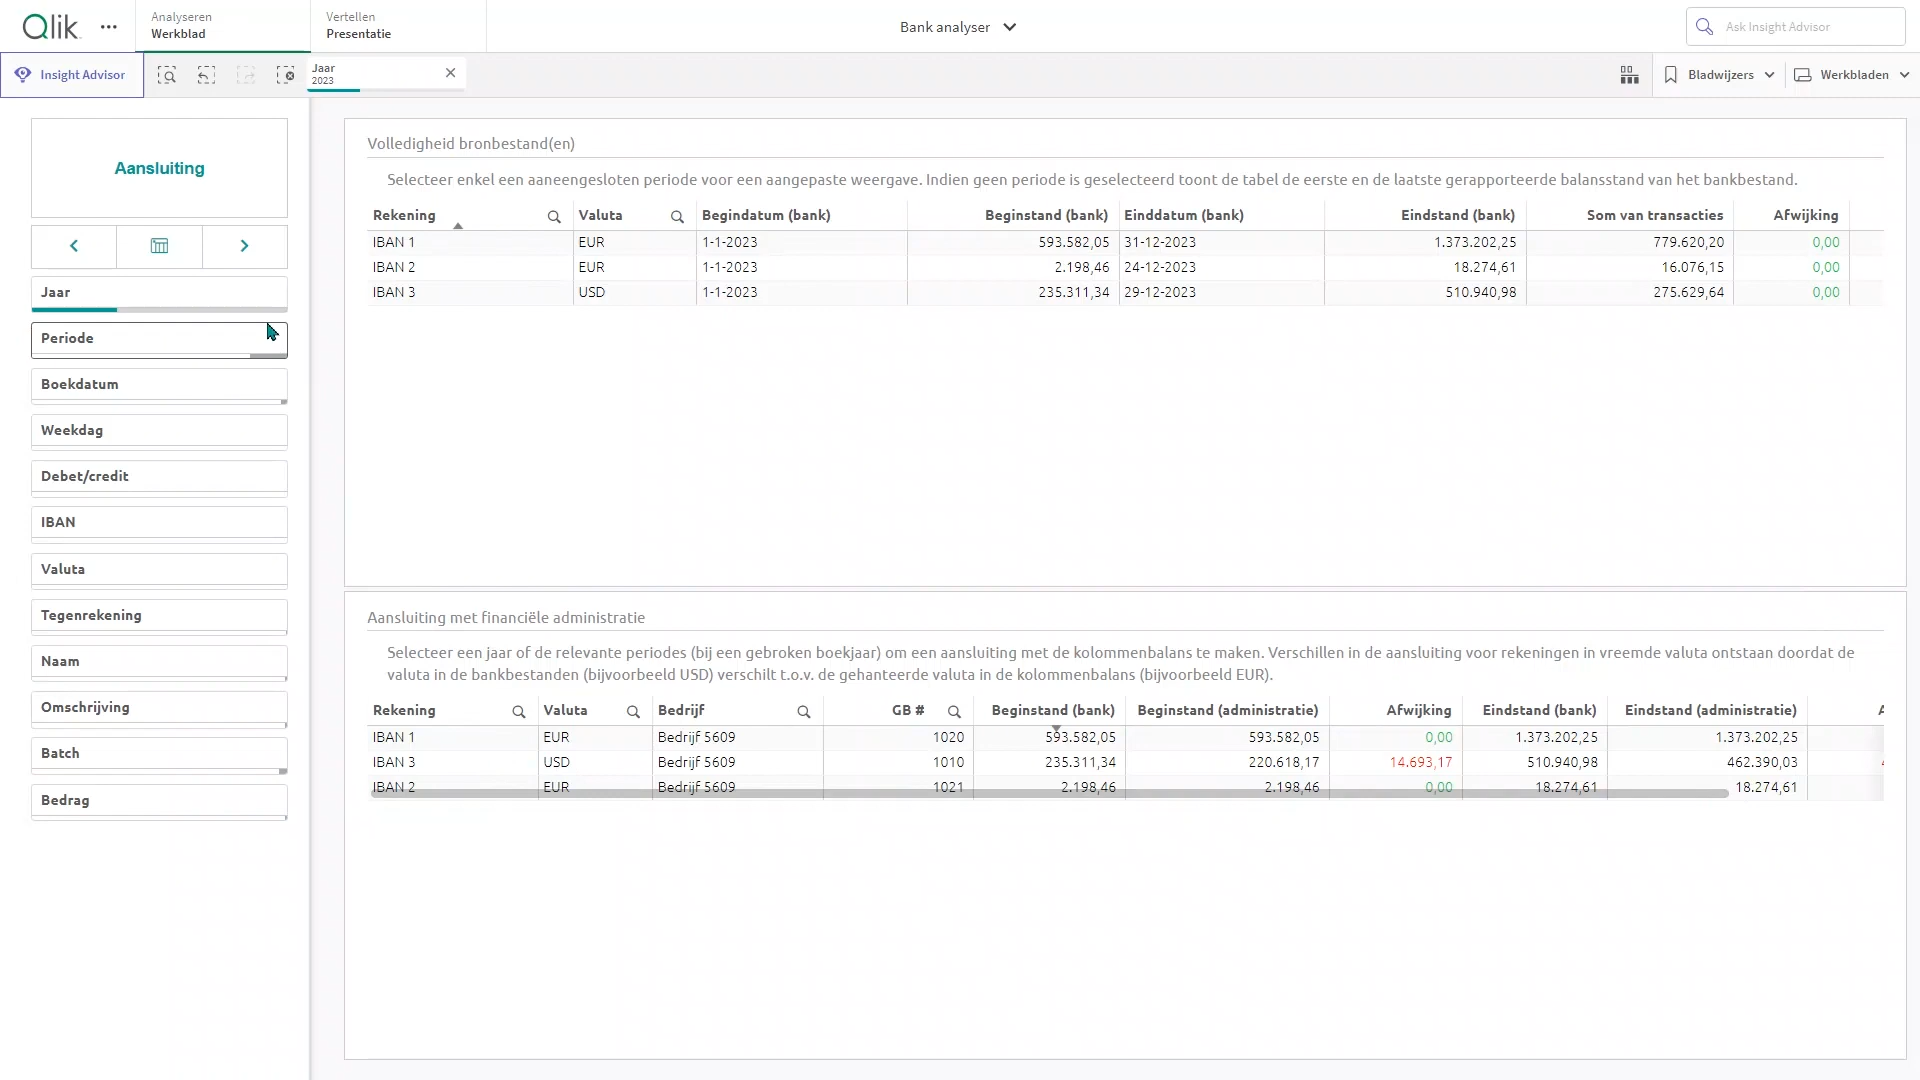 Qlik
Analyseren
Werkblad
Vertellen
Presentatie
Bank analyser
Ask Insight Advisor
Insight Advisor
Jaar
2023
Bladwijzers
Werkbladen
Aansluiting
Jaar
Periode
Boekdatum
Weekdag
Debet/credit
IBAN
Valuta
Tegenrekening
Naam
Omschrijving
Batch
Bedrag
Volledigheid bronbestand(en)
Selecteer enkel een aaneengesloten periode voor een aangepaste weergave. Indien geen periode is geselecteerd toont de tabel de eerste en de laatste gerapporteerde balansstand van het bankbestand.
Rekening Valuta Begindatum (bank) Beginstand (bank) Einddatum (bank) Eindstand (bank) Som van transacties Afwijking
IBAN 1 EUR 1-1-2023 593.582,05 31-12-2023 1.373.202,25 779.620,20 0,00
IBAN 2 EUR 1-1-2023 2.198,46 24-12-2023 18.274,61 16.076,15 0,00
IBAN 3 USD 1-1-2023 235.311,34 29-12-2023 510.940,98 275.629,64 0,00
Aansluiting met financiële administratie
Selecteer een jaar of de relevante periodes (bij een gebroken boekjaar) om een aansluiting met de kolommenbalans te maken. Verschillen in de aansluiting voor rekeningen in vreemde valuta ontstaan doordat de
valuta in de bankbestanden (bijvoorbeeld USD) verschilt t.o.v. de gehanteerde valuta in de kolommenbalans (bijvoorbeeld EUR).
Rekening Valuta Bedrijf GB # Beginstand (bank) Beginstand (administratie) Afwijking Eindstand (bank) Eindstand (administratie)
IBAN 1 EUR Bedrijf 5609 1020 593.582,05 593.582,05 0,00 1.373.202,25 1.373.202,25
IBAN 3 USD Bedrijf 5609 1010 235.311,34 220.618,17 14.693,17 510.940,98 462.390,03
IBAN 2 EUR Bedrijf 5609 1021 2.198,46 2.198,46 0,00 18.274,61 18.274,61